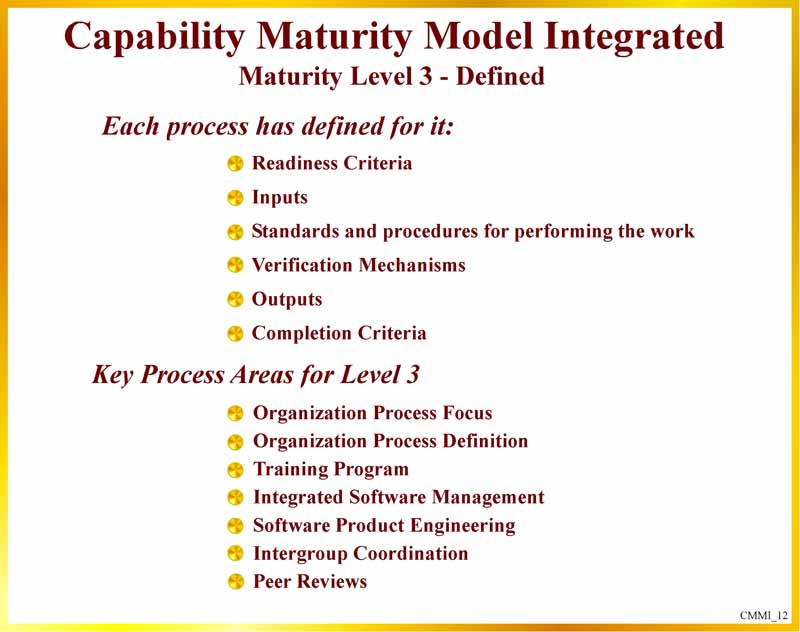 Capability Maturity Model Integrated
Maturity Level 3 - Defined
Each process has defined for it:
Readiness Criteria
Inputs
Standards and procedures for performing the work
Verification Mechanisms
Outputs
Completion Criteria
Key Process Areas for Level 3
Organization Process Focus
Organization Process Definition
Training Program
Integrated Software Management
Software Product Engineering
Intergroup Coordination
Peer Reviews
CMMI_12